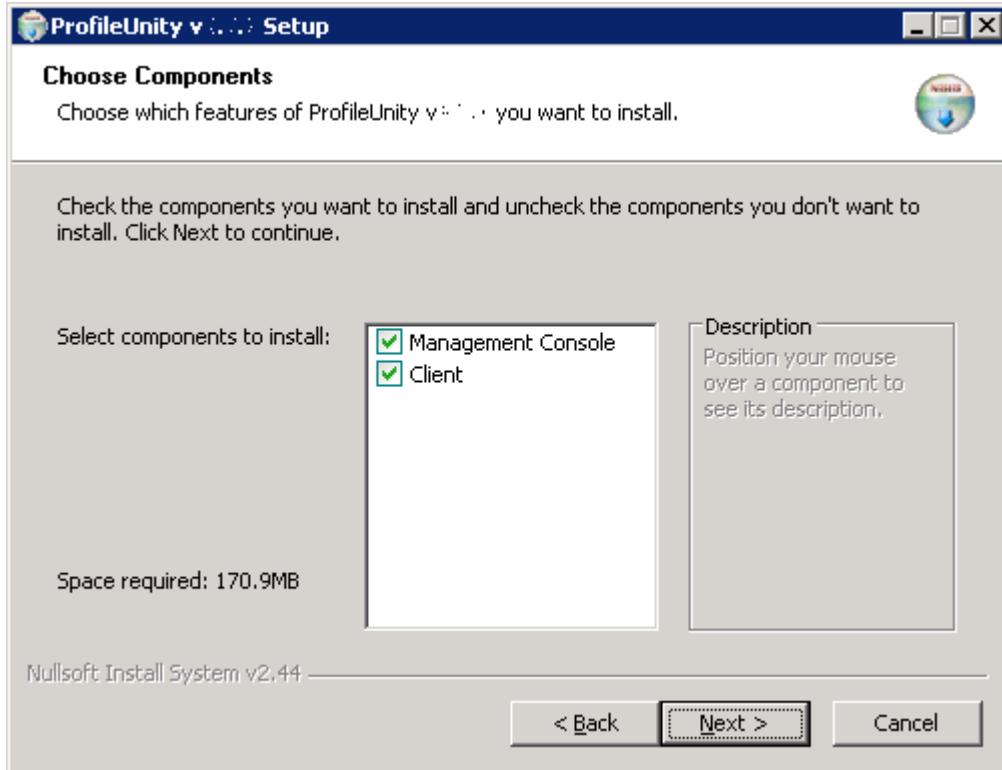 ProfileUnity v Setup
Choose Components
Choose which features of ProfileUnity v you want to install.
Check the components you want to install and uncheck the components you don't want to
install. Click Next to continue.
Select components to install:
Management Console
Client
Description
Position your mouse
over a component to
see its description.
Space required: 170.9MB
Nullsoft Install System v2.44
< Back
Next >
Cancel